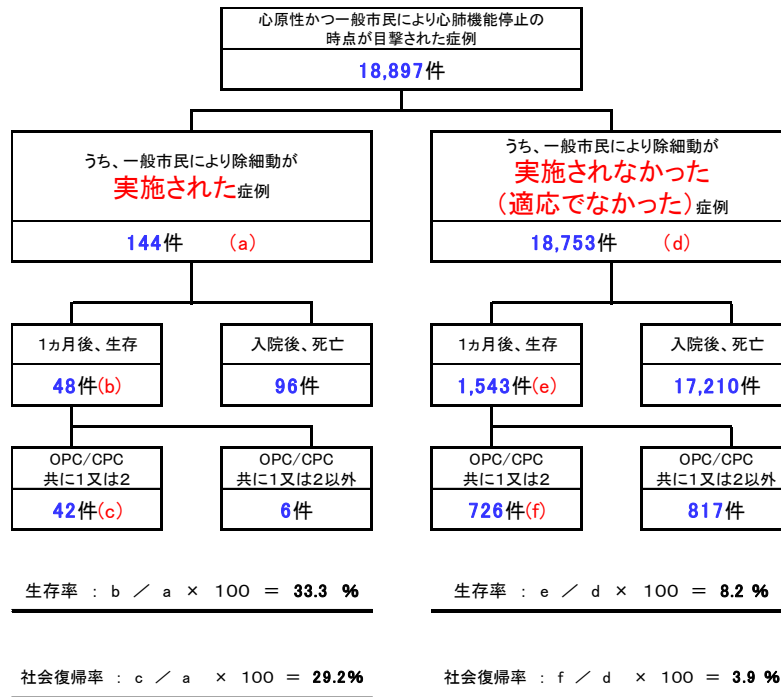 心原性かつ一般市民により心肺機能停止の
時点が目撃された症例
18,897件
うち、一般市民により除細動が
実施された症例
144件 (a)
うち、一般市民により除細動が
実施されなかった
(適応でなかった)症例
18,753件 (d)
1ヵ月後、生存
48件(b)
入院後、死亡
96件
1ヵ月後、生存
1,543件(e)
入院後、死亡
17,210件
OPC/CPC
共に1又は2
42件(c)
OPC/CPC
共に1又は2以外
6件
OPC/CPC
共に1又は2
726件(f)
OPC/CPC
共に1又は2以外
817件
生存率 : b / a × 100 = 33.3 %
生存率 : e / d × 100 = 8.2 %
社会復帰率 : c / a × 100 = 29.2%
社会復帰率 : f / d × 100 = 3.9 %